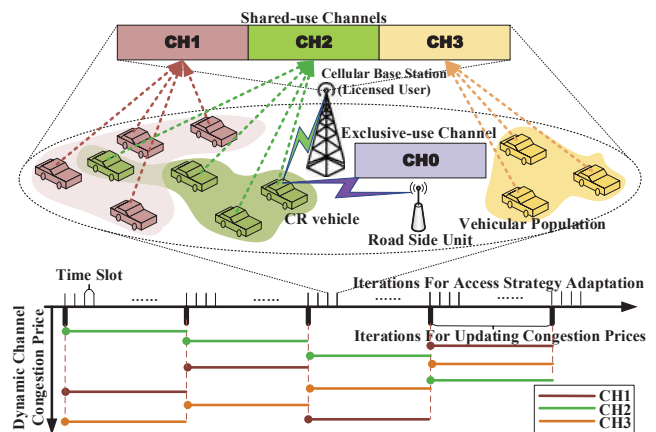 Shared-use Channels
CH1
CH2
CH3
Cellular Base Station
(Licensed User)
Exclusive-use Channel
CH0
CR vehicle
Vehicular Population
Road Side Unit
Time Slot
Iterations For Access Strategy Adaptation
......
......
......
......
Iterations For Updating Congestion Prices
Dynamic Channel
Congestion Price
CH1
CH2
CH3